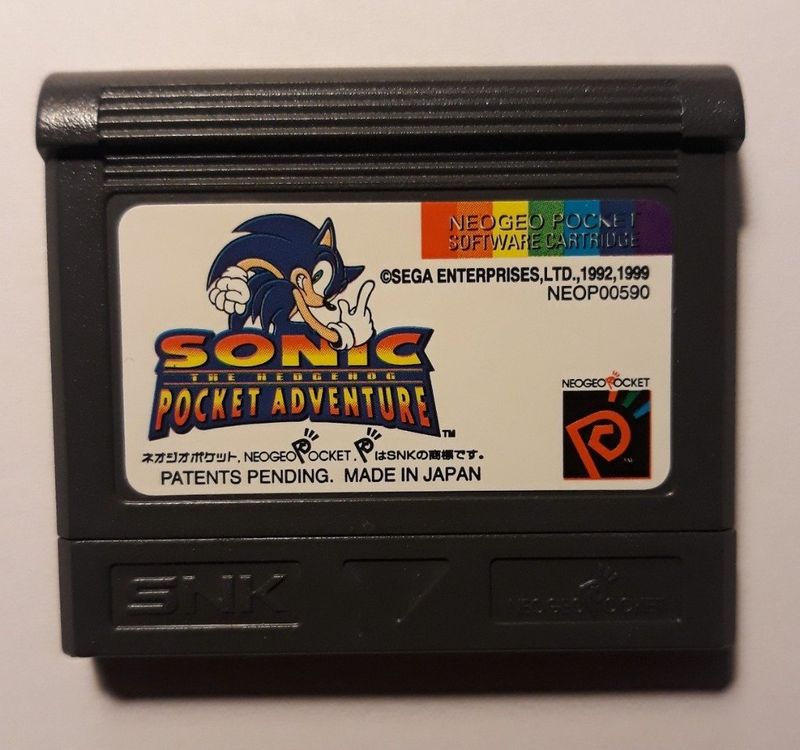 NEOGEO POCKET
SOFTWARE CARTRIDGE
©SEGA ENTERPRISES,LTD.,1992,1999
NEOP00590
SONIC
THE HEDGEHOG
POCKET ADVENTURE™
NEOGEO POCKET
ネオジオポケット, NEOGEO POCKET , PはSNKの商標です。
PATENTS PENDING. MADE IN JAPAN
SNK
NEOGEO POCKET